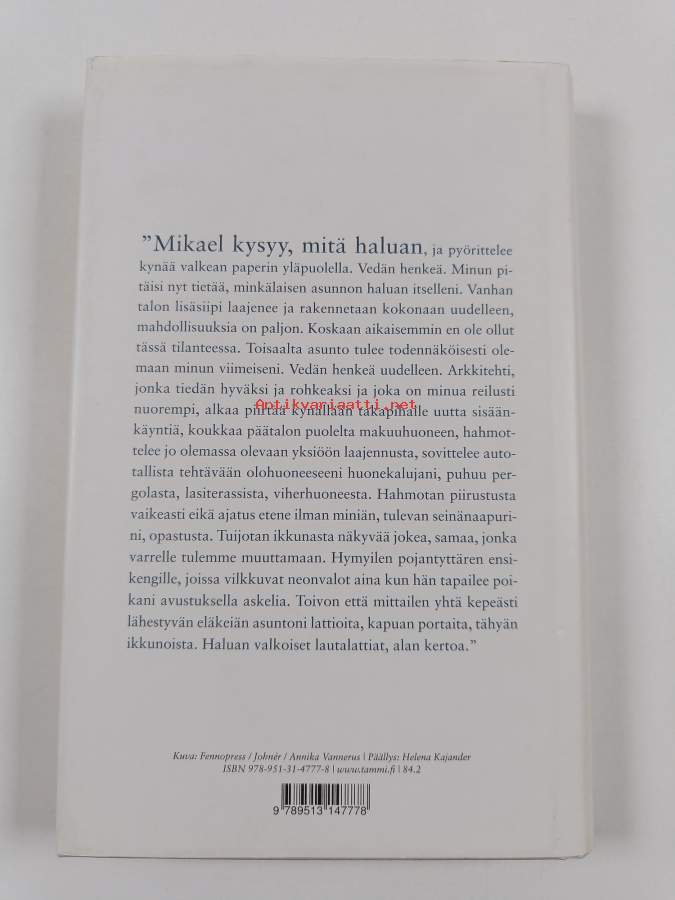 ”Mikael kysyy, mitä haluan, ja pyörittelee
kynää valkean paperin yläpuolella. Vedän henkeä. Minun pi-
täisi nyt tietää, minkälaisen asunnon haluan itselleni. Vanhan
talon lisäsiipi laajenee ja rakennetaan kokonaan uudelleen,
mahdollisuuksia on paljon. Koskaan aikaisemmin en ole ollut
tässä tilanteessa. Toisaalta asunto tulee todennäköisesti ole-
maan minun viimeiseni. Vedän henkeä uudelleen. Arkkitehti,
jonka tiedän hyväksi ja rohkeaksi ja joka on minua reilusti
Antikvariaatti.net
nuorempi, alkaa piirtää kynällään takapihalle uutta sisään-
käyntiä, koukkaa päätalon puolelta makuuhuoneen, hahmot-
telee jo olemassa olevaan yksiöön laajennusta, sovittelee auto-
tallista tehtävään olohuoneeseeni huonekalujani, puhuu per-
golasta, lasiterassista, viherhuoneesta. Hahmotan piirustusta
vaikeasti eikä ajatus etene ilman miniän, tulevan seinänaapuri-
ni, opastusta. Tuijotan ikkunasta näkyvää jokea, samaa, jonka
varrelle tulemme muuttamaan. Hymyilen pojantyttären ensi-
kengille, joissa vilkkuvat neonvalot aina kun hän tapailee poi-
kani avustuksella askelia. Toivon että mittailen yhtä kepeästi
lähestyvän eläkeiän asuntoni lattioita, kapuan portaita, tähyän
ikkunoista. Haluan valkoiset lautalattiat, alan kertoa.”
Kuva: Fennopress / Johnér / Annika Vannerus | Päällys: Helena Kajander
ISBN 978-951-31-4777-8 | www.tammi.fi | 84.2
9 789513 147778